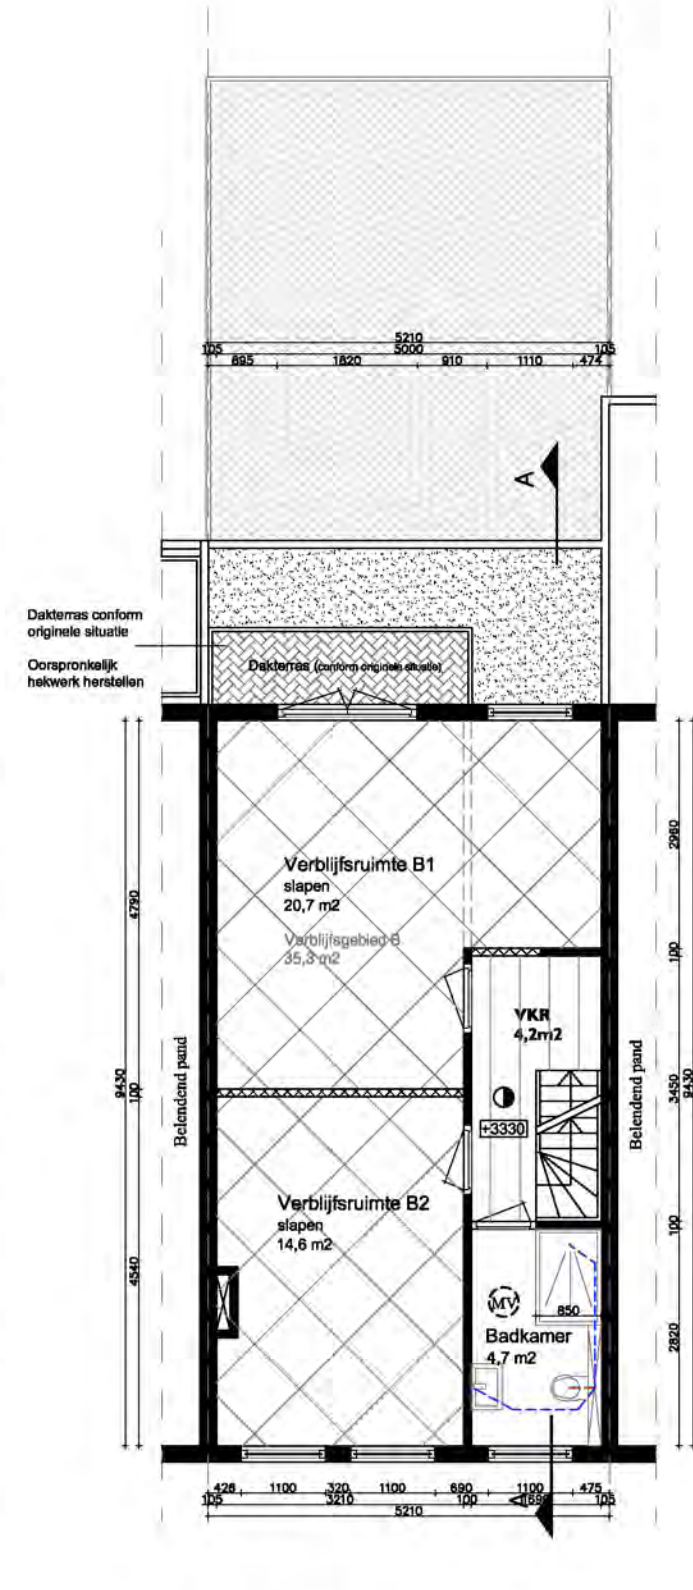 5210
105 5000 105
895 1820 910 1110 474
A
Dakterras conform
originele situatie
Oorspronkelijk
hekwerk herstellen
Dakterras (conform originele situatie)
Verblijfsruimte B1
slapen
20,7 m2
Verblijfsgebied B
35,3 m2
VKR
4,2m2
+3330
Belendend pand
Belendend pand
9430
4790
100
4540
2960
100
3450
100
2820
9430
Verblijfsruimte B2
slapen
14,6 m2
MV
850
Badkamer
4,7 m2
428 1100 320 1100 690 1100 475
105 3210 100 105
A
5210